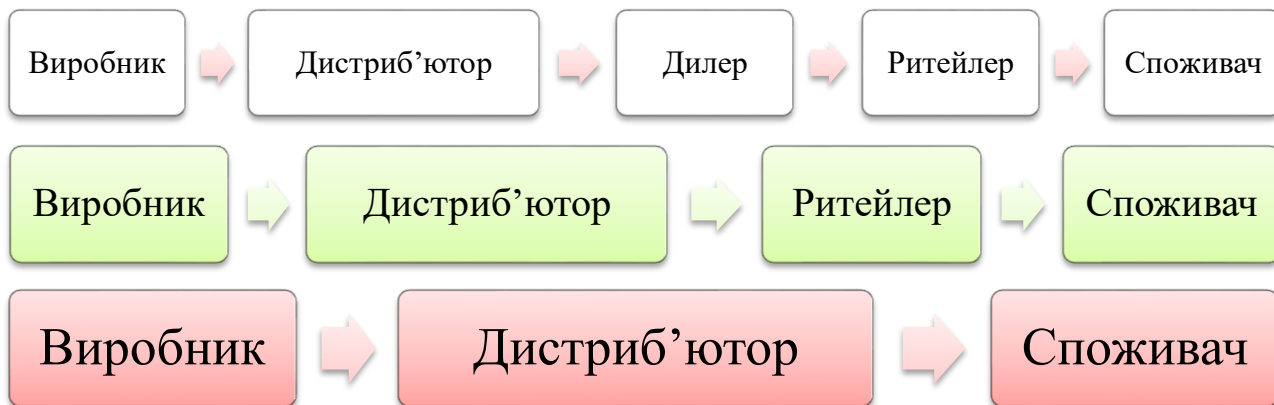 Виробник Дистриб’ютор Дилер Ритейлер Споживач
Виробник Дистриб’ютор Ритейлер Споживач
Виробник Дистриб’ютор Споживач